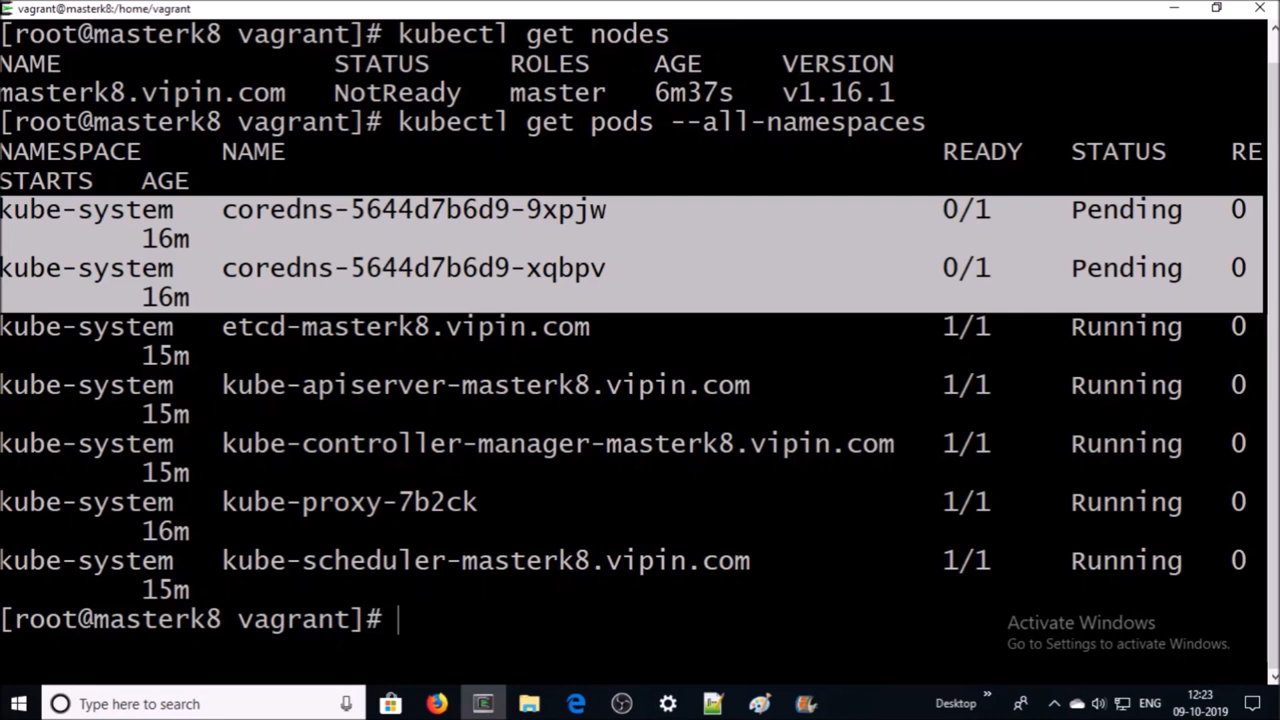 vagrant@masterk8:/home/vagrant
[root@masterk8 vagrant]# kubectl get nodes
NAME STATUS ROLES AGE VERSION
masterk8.vipin.com NotReady master 6m37s v1.16.1
[root@masterk8 vagrant]# kubectl get pods --all-namespaces
NAMESPACE NAME READY STATUS RE
STARTS AGE
kube-system coredns-5644d7b6d9-9xpjw 0/1 Pending 0
16m
kube-system coredns-5644d7b6d9-xqbpv 0/1 Pending 0
16m
kube-system etcd-masterk8.vipin.com 1/1 Running 0
15m
kube-system kube-apiserver-masterk8.vipin.com 1/1 Running 0
15m
kube-system kube-controller-manager-masterk8.vipin.com 1/1 Running 0
15m
kube-system kube-proxy-7b2ck 1/1 Running 0
16m
kube-system kube-scheduler-masterk8.vipin.com 1/1 Running 0
15m
[root@masterk8 vagrant]#
Activate Windows
Go to Settings to activate Windows.
Type here to search Desktop ENG 12:23
09-10-2019